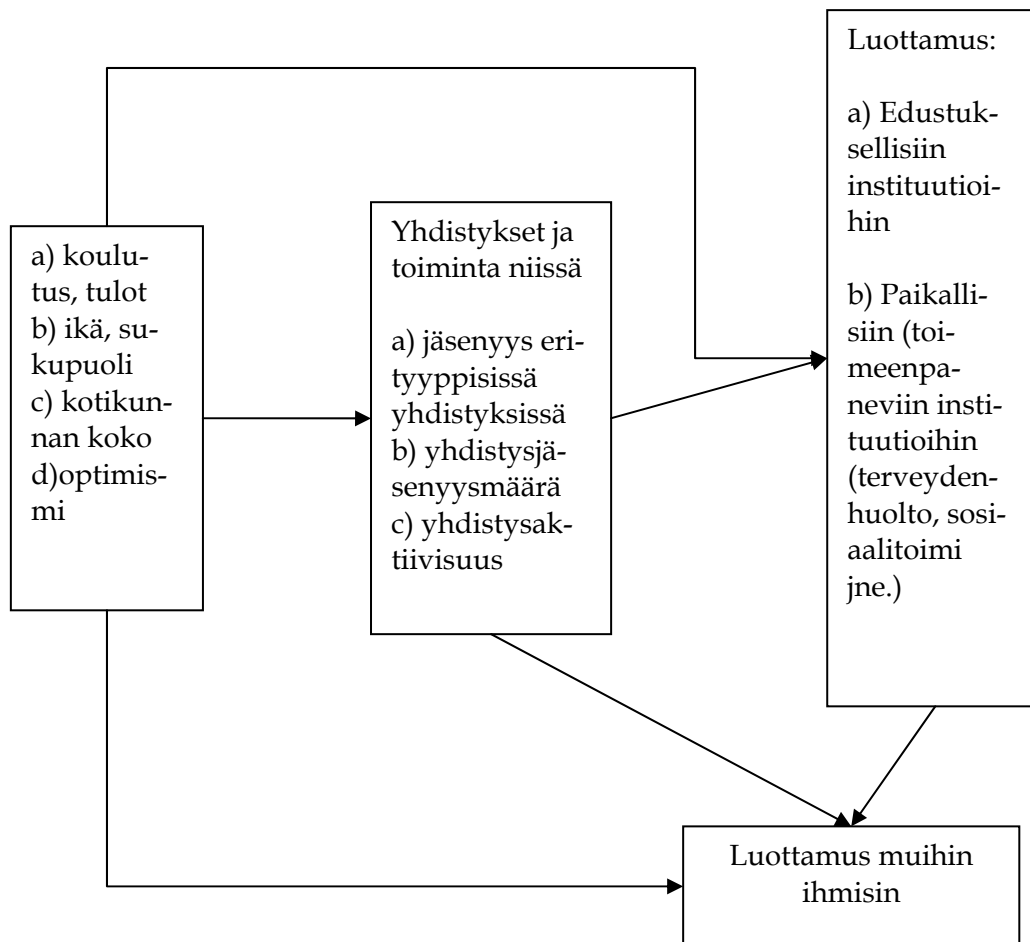 a) koulu-
tus, tulot
b) ikä, su-
kupuoli
c) kotikun-
nan koko
d)optimis-
mi
Yhdistykset ja
toiminta niissä
a) jäsenyys eri-
tyyppisissä
yhdistyksissä
b) yhdistysjä-
senyysmäärä
c) yhdistysak-
tiivisuus
Luottamus:
a) Edustuk-
sellisiin
instituutioi-
hin
b) Paikalli-
siin (toi-
meenpa-
neviin insti-
tuutioihin
(terveyden-
huolto, sosi-
aalitoimi
jne.)
Luottamus muihin
ihmisin